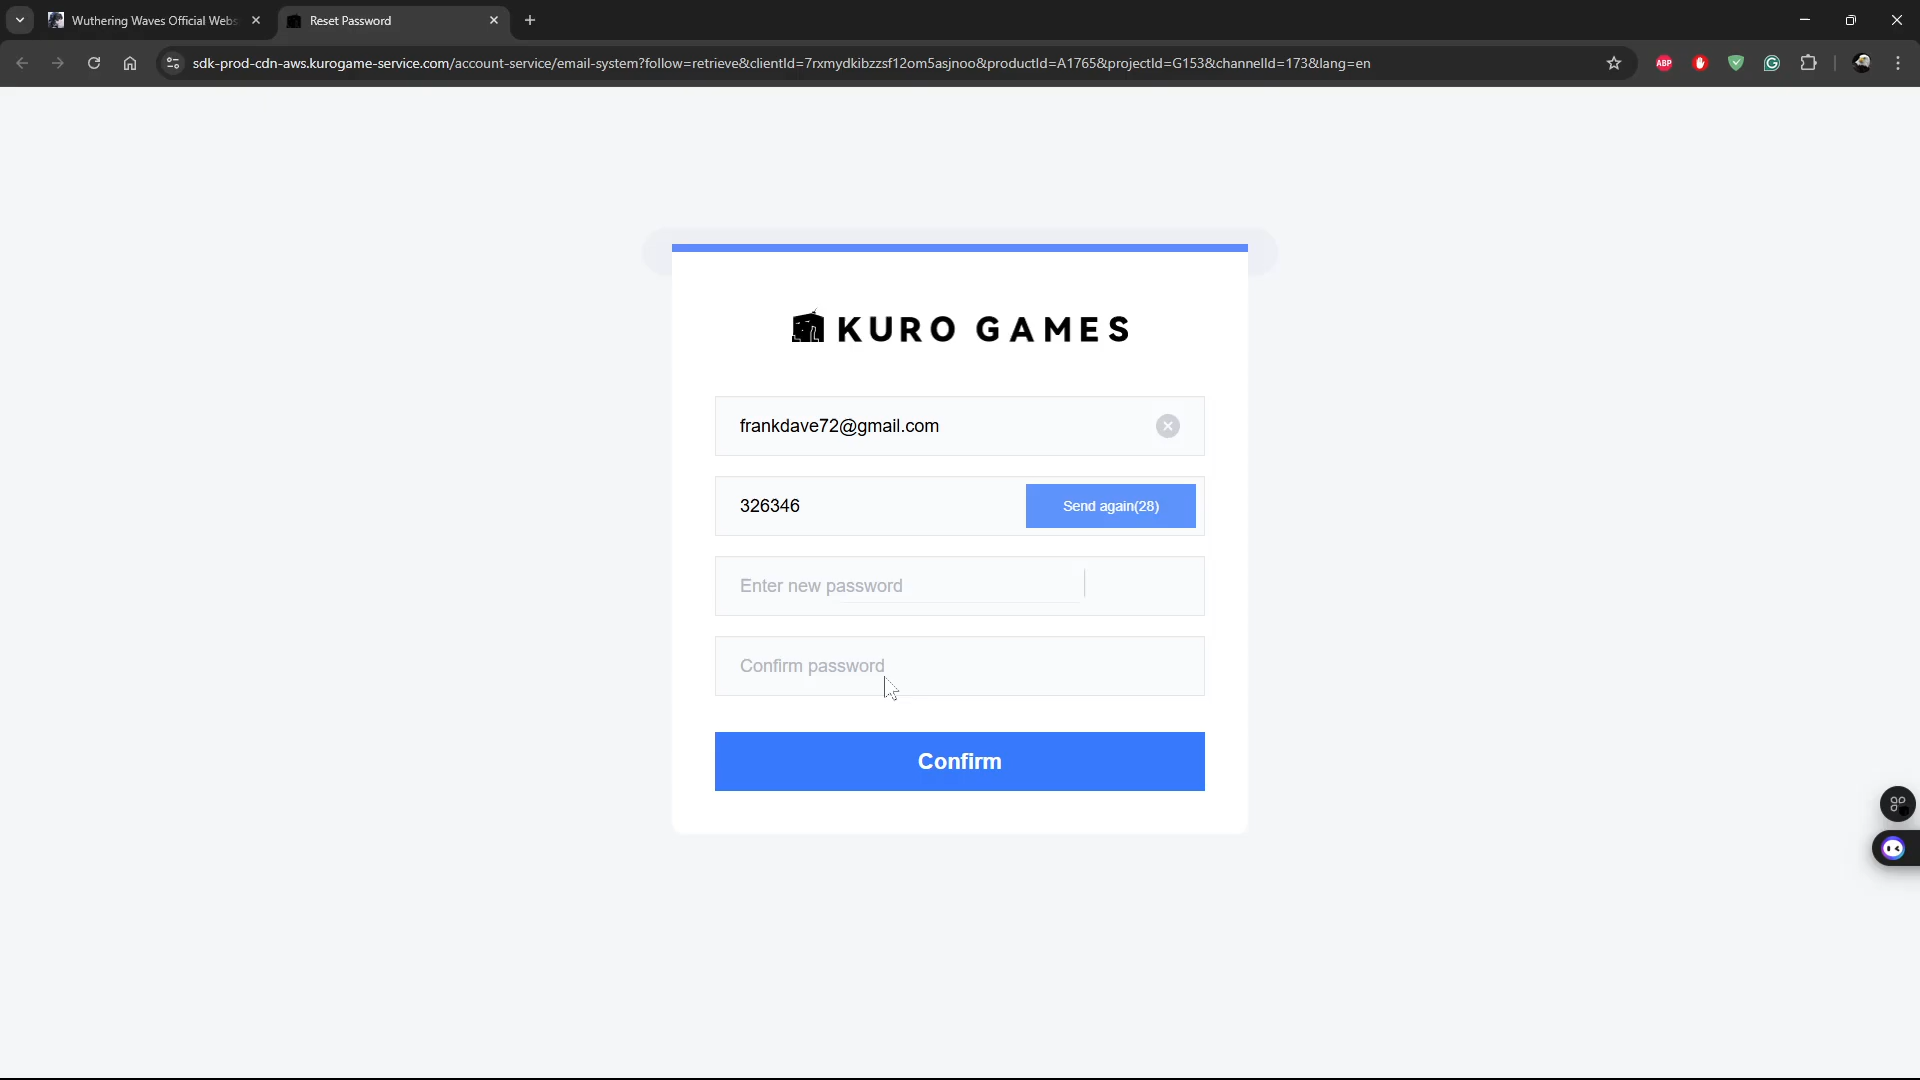 Wuthering Waves Official Webs
Reset Password
sdk-prod-cdn-aws.kurogame-service.com/account-service/email-system?follow=retrieve&clientId=7rxmydkibzzsf12om5asjnoo&productId=A1765&projectId=G153&channelId=173&lang=en
ABP
KURO GAMES
frankdave72@gmail.com
326346
Send again(28)
Enter new password
Confirm password
Confirm